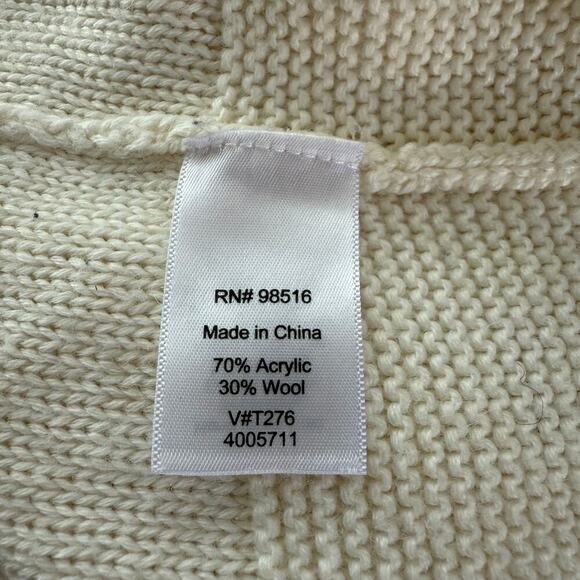 RN# 98516
Made in China
70% Acrylic
30% Wool
V#T276
4005711